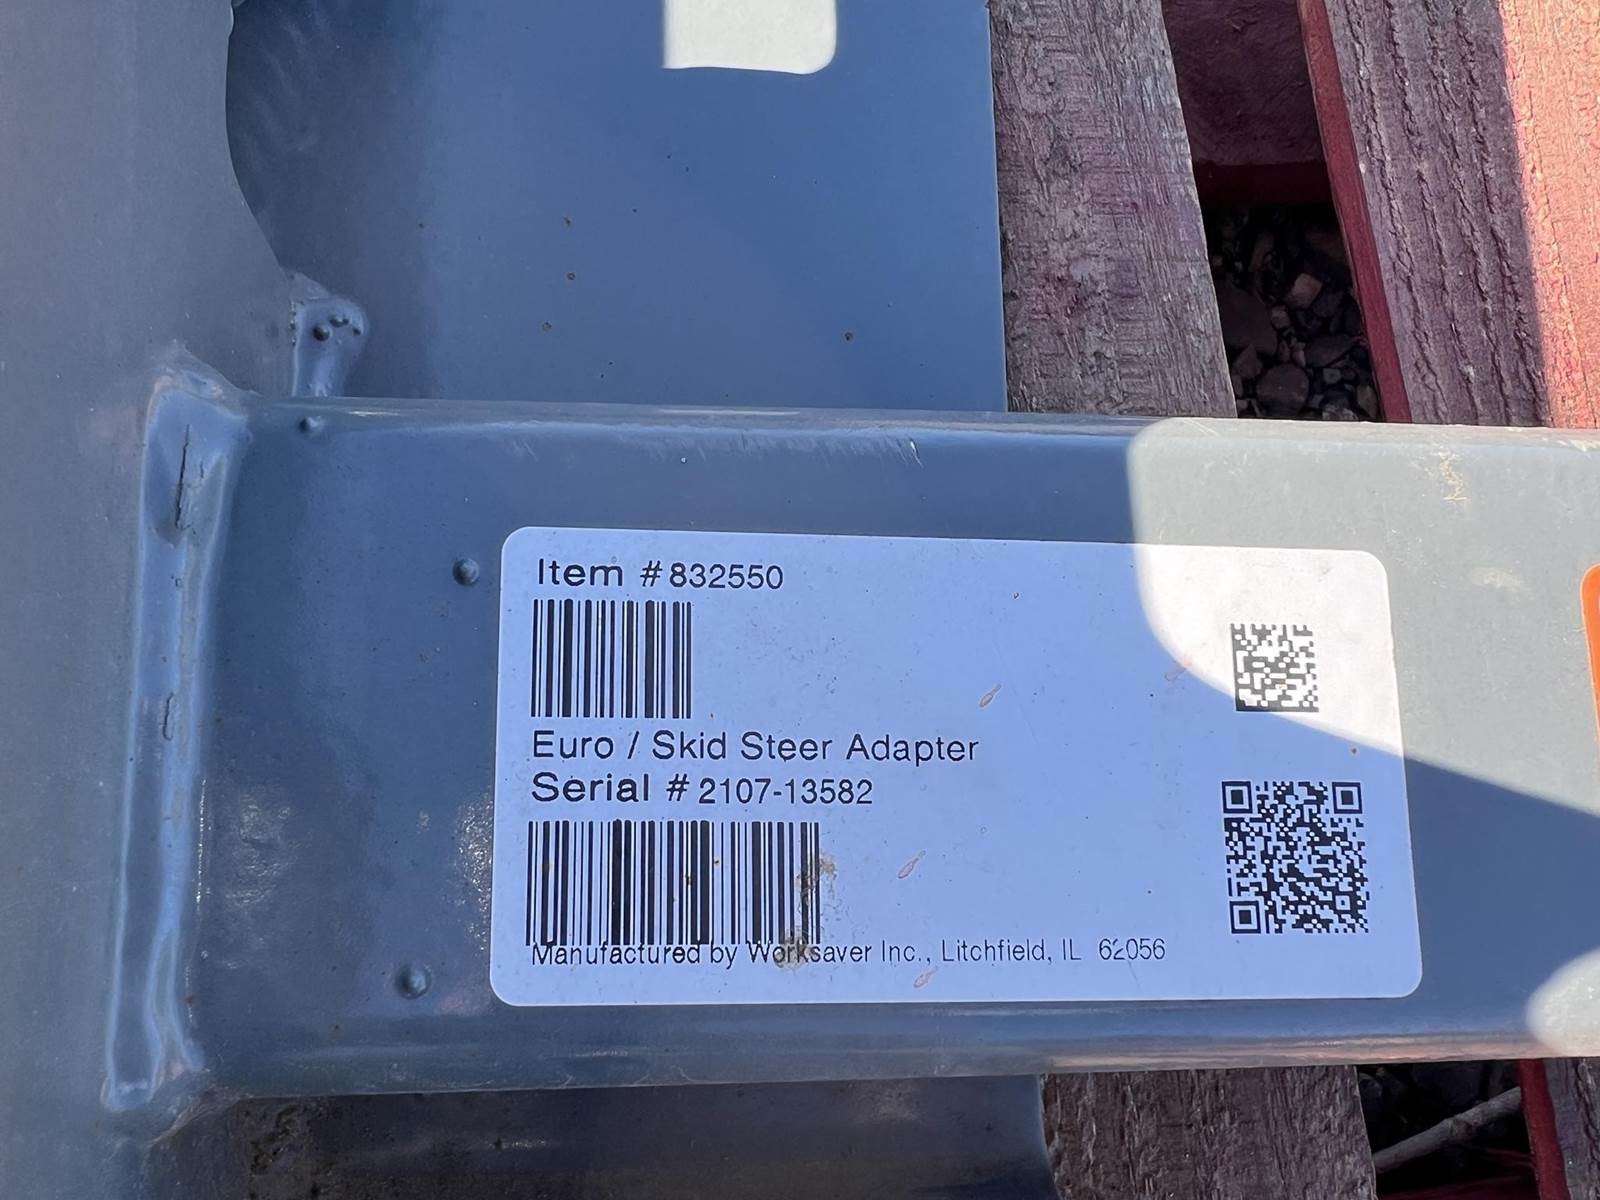 Item # 832550
Euro / Skid Steer Adapter
Serial # 2107-13582
Manufactured by Worksaver Inc., Litchfield, IL 62056